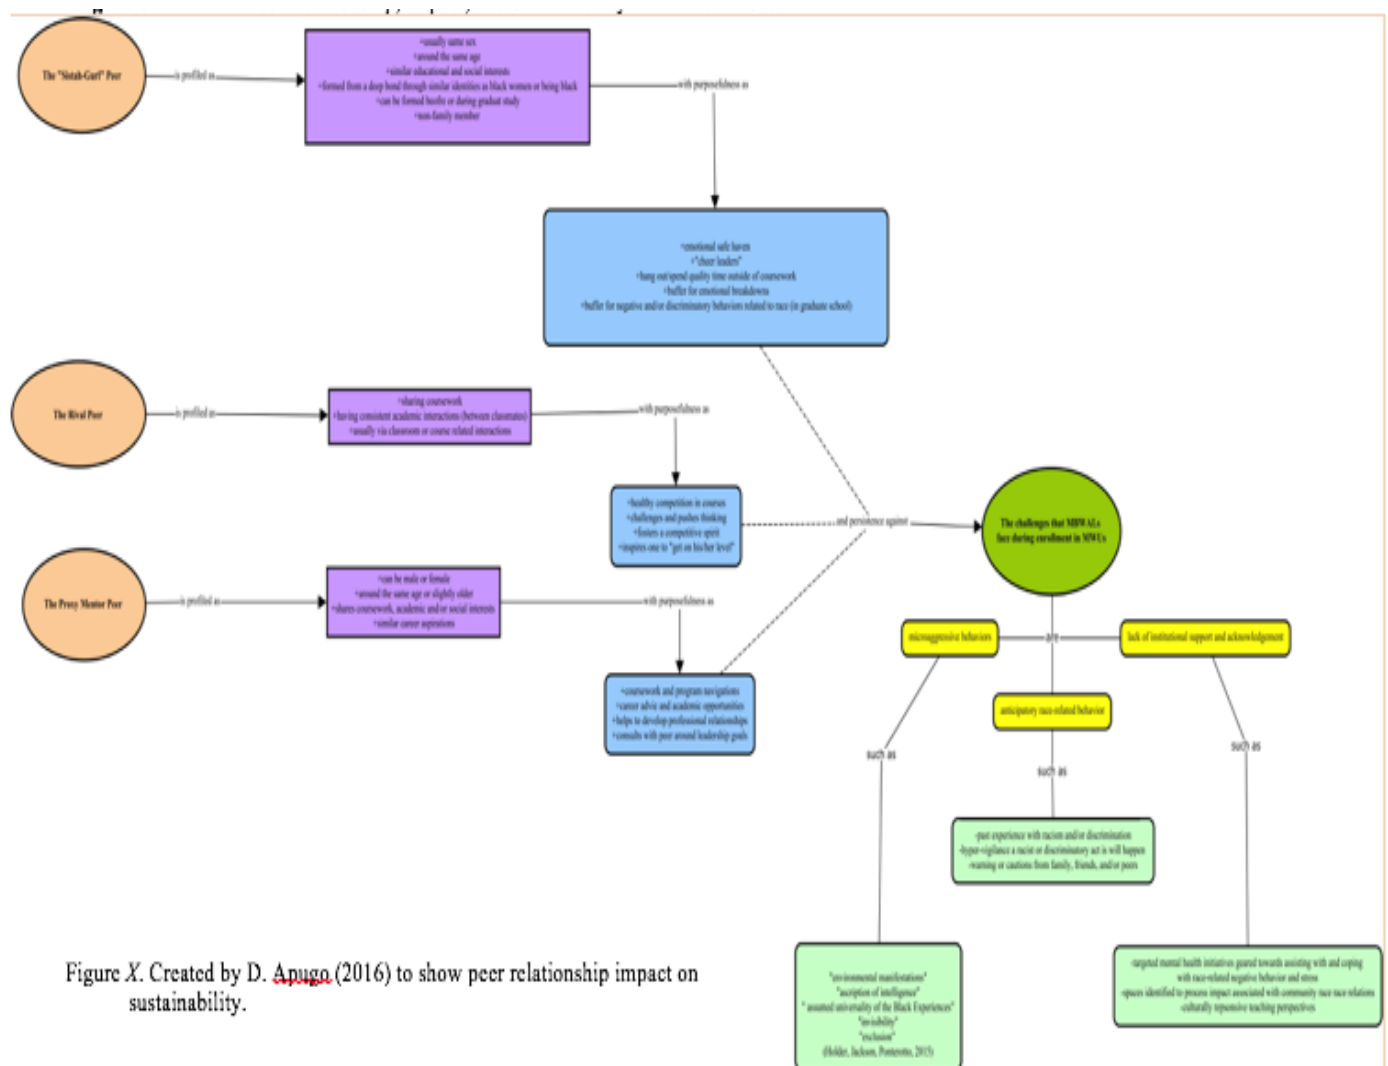 The "Sistah-Gurl" Peer
is profiled as
+usually same sex
+around the same age
+similar educational and social interests
+formed from a deep bond through similar identities as black women or being black
+can be formed beofre or during graduat study
+non-family member
with purposefulness as
+emotional safe haven
+"cheer leaders"
+hang out/spend quality time outside of coursework
+buffer for emotional breakdowns
+buffer for negative and/or discriminatory behaviors related to race (in graduate school)
The Rival Peer
is profiled as
+sharing coursework
+having consistent academic interactions (between classmates)
+usually via classroom or course related interactions
with purposefulness as
+healthy competition in courses
+challenges and pushes thinking
+fosters a competitive spirit
+inspires one to "get on his/her level"
and persistence against
The challenges that MBWALs
face during enrollment in MWUs
The Proxy Mentor Peer
is profiled as
+can be male or female
+around the same age or slightly older
+shares coursework, academic and/or social interests
+similar career aspirations
with purposefulness as
+coursework and program navigations
+career advie and academic opportunities
+helps to develop professional relationships
+consults with peer around leadership goals
microaggressive behaviors
are
lack of institutional support and acknowledgement
anticipatory race-related behavior
such as
such as
such as
-past experience with racism and/or discrimination
-hyper-vigilance a racist or discriminatory act is will happen
-warning or cautions from family, friends, and/or peers
"environmental manifestations"
"ascription of intelligence"
" assumed universality of the Black Experiences"
"invisibility"
"exclusion"
(Holder, Jackson, Ponterotto, 2015)
-targeted mental health initiatives geared towards assisting with and coping
with race-related negative behavior and stress
-spaces identified to process impact associated with community race race relations
-culturally repsonsive teaching perspectives
Figure X. Created by D. Apugo (2016) to show peer relationship impact on
sustainability.